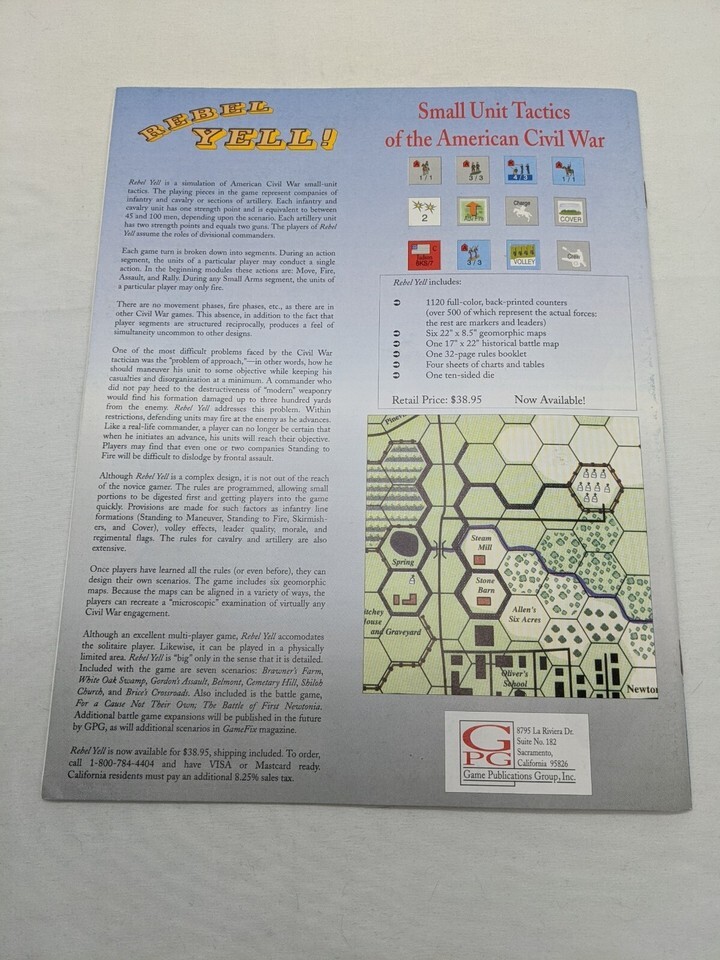 REBEL
YELL!
Rebel Yell is a simulation of American Civil War small-unit
tactics. The playing pieces in the game represent companies of
infantry and cavalry or sections of artillery. Each infantry and
cavalry unit has one strength point and is equivalent to between
45 and 100 men, depending upon the scenario. Each artillery unit
has two strength points and equals two guns. The players of Rebel
Yell assume the roles of divisional commanders.
Each game turn is broken down into segments. During an action
segment, the units of a particular player may conduct a single
action. In the beginning modules these actions are: Move, Fire,
Assault, and Rally. During any Small Arms segment, the units of
a particular player may only fire.
There are no movement phases, fire phases, etc., as there are in
other Civil War games. This absence, in addition to the fact that
player segments are structured reciprocally, produces a feel of
simultaneity uncommon to other designs.
One of the most difficult problems faced by the Civil War
tactician was the "problem of approach,"—in other words, how he
should maneuver his unit to some objective while keeping his
casualties and disorganization at a minimum. A commander who
did not pay heed to the destructiveness of "modern" weaponry
would find his formation damaged up to three hundred yards
from the enemy. Rebel Yell addresses this problem. Within
restrictions, defending units may fire at the enemy as he advances.
Like a real-life commander, a player can no longer be certain that
when he initiates an advance, his units will reach their objective.
Players may find that even one or two companies Standing to
Fire will be difficult to dislodge by frontal assault.
Although Rebel Yell is a complex design, it is not out of the reach
of the novice gamer. The rules are programmed, allowing small
portions to be digested first and getting players into the game
quickly. Provisions are made for such factors as infantry line
formations (Standing to Maneuver, Standing to Fire, Skirmish-
ers, and Cover), volley effects, leader quality, morale, and
regimental flags. The rules for cavalry and artillery are also
extensive.
Once players have learned all the rules (or even before), they can
design their own scenarios. The game includes six geomorphic
maps. Because the maps can be aligned in a variety of ways, the
players can recreate a "microscopic" examination of virtually any
Civil War engagement.
Although an excellent multi-player game, Rebel Yell accomodates
the solitaire player. Likewise, it can be played in a physically
limited area. Rebel Yell is "big" only in the sense that it is detailed.
Included with the game are seven scenarios: Brawner's Farm,
White Oak Swamp, Gordon's Assault, Belmont, Cemetary Hill, Shiloh
Church, and Brice's Crossroads. Also included is the battle game,
For a Cause Not Their Own; The Battle of First Newtonia.
Additional battle game expansions will be published in the future
by GPG, as will additional scenarios in GameFix magazine.
Rebel Yell is now available for $38.95, shipping included. To order,
call 1-800-784-4404 and have VISA or Mastcard ready.
California residents must pay an additional 8.25% sales tax.
Small Unit Tactics
of the American Civil War
1/1
3/3
4/3
1/1
2
Charge
COVER
3/3
VOLLEY
Rebel Yell includes:
1120 full-color, back-printed counters
(over 500 of which represent the actual forces:
the rest are markers and leaders)
Six 22" x 8.5" geomorphic maps
One 17" x 22" historical battle map
One 32-page rules booklet
Four sheets of charts and tables
One ten-sided die
Retail Price: $38.95 Now Available!
Spring
Steam
Mill
Stone
Barn
Allen's
Six Acres
itchey
House
and Graveyard
Oliver's
School
Newto
GPG
8795 La Riviera Dr.
Suite No. 182
Sacramento,
California 95826
Game Publications Group, Inc.